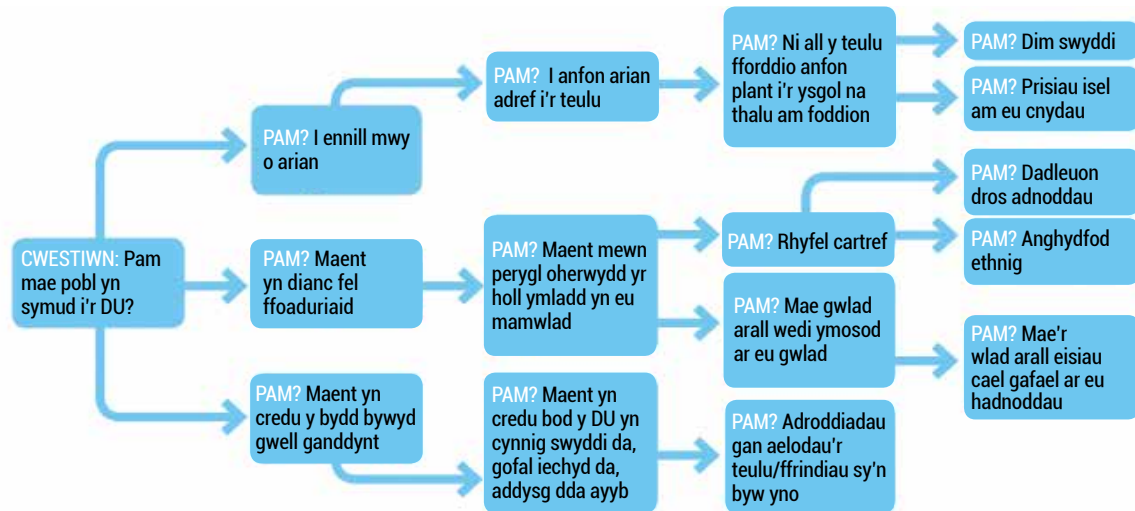 CWESTIWN: Pam
mae pobl yn
symud i'r DU?
PAM? I ennill mwy
o arian
PAM? I anfon arian
adref i'r teulu
PAM? Ni all y teulu
fforddio anfon
plant i'r ysgol na
thalu am foddion
PAM? Dim swyddi
PAM? Prisiau isel
am eu cnydau
PAM? Maent
yn dianc fel
ffoaduriaid
PAM? Maent mewn
perygl oherwydd yr
holl ymladd yn eu
mamwlad
PAM? Rhyfel cartref
PAM? Dadleuon
dros adnoddau
PAM? Anghydfod
ethnig
PAM? Mae gwlad
arall wedi ymosod
ar eu gwlad
PAM? Mae'r
wlad arall eisiau
cael gafael ar eu
hadnoddau
PAM? Maent yn
credu y bydd bywyd
gwell ganddynt
PAM? Maent yn
credu bod y DU yn
cynnig swyddi da,
gofal iechyd da,
addysg dda ayyb
PAM? Adroddiadau
gan aelodau'r
teulu/ffrindiau sy'n
byw yno